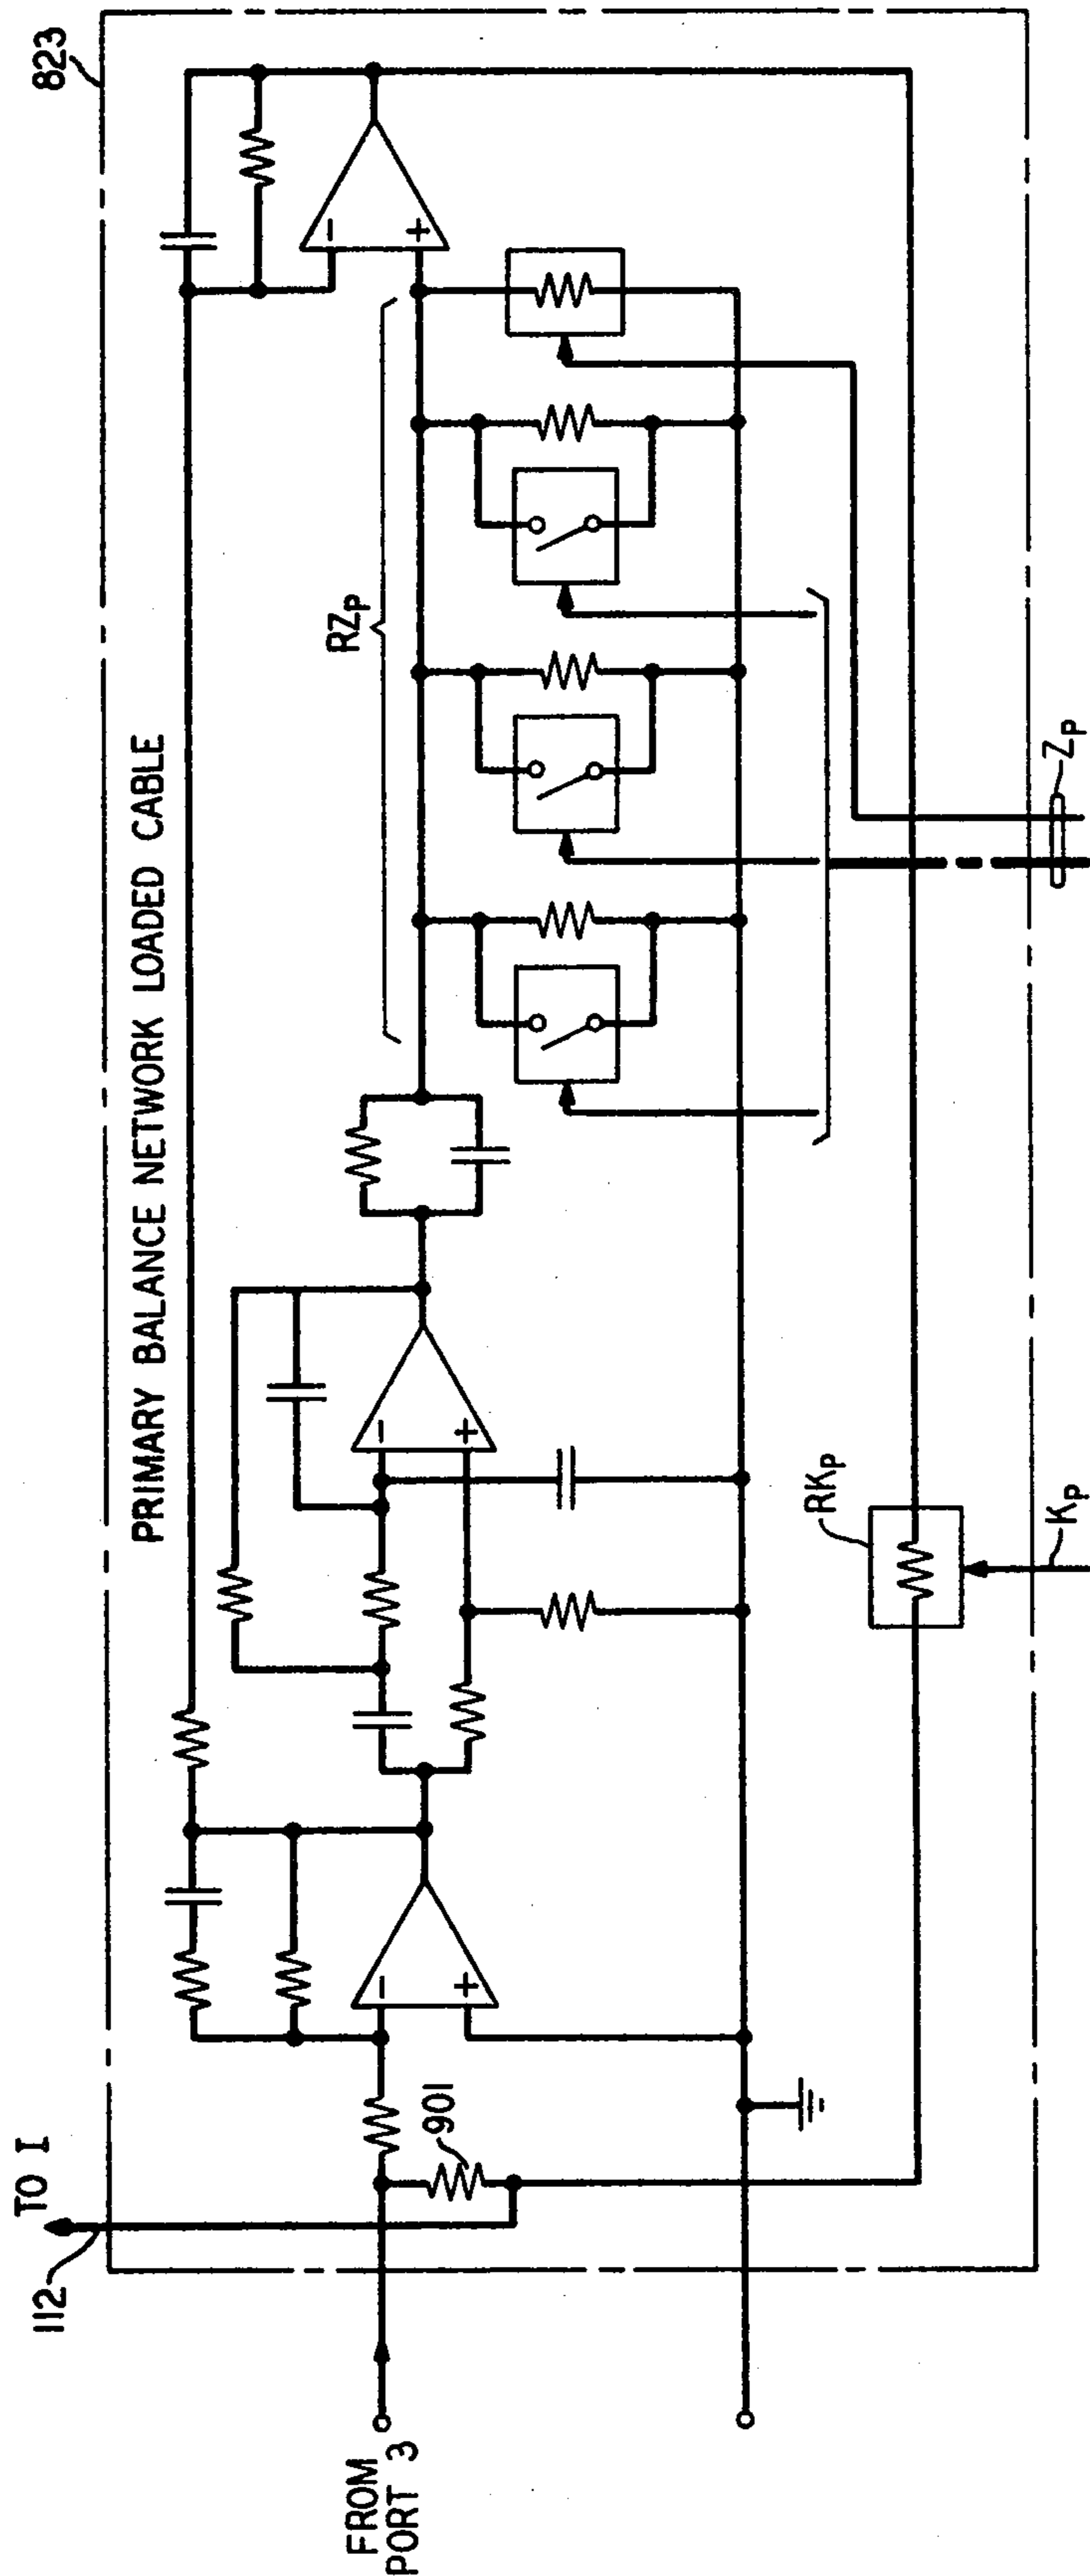 823
PRIMARY BALANCE NETWORK LOADED CABLE
TO I
112
FROM
PORT 3
901
RZP
RKP
KP
ZP
−
+
−
+
−
+